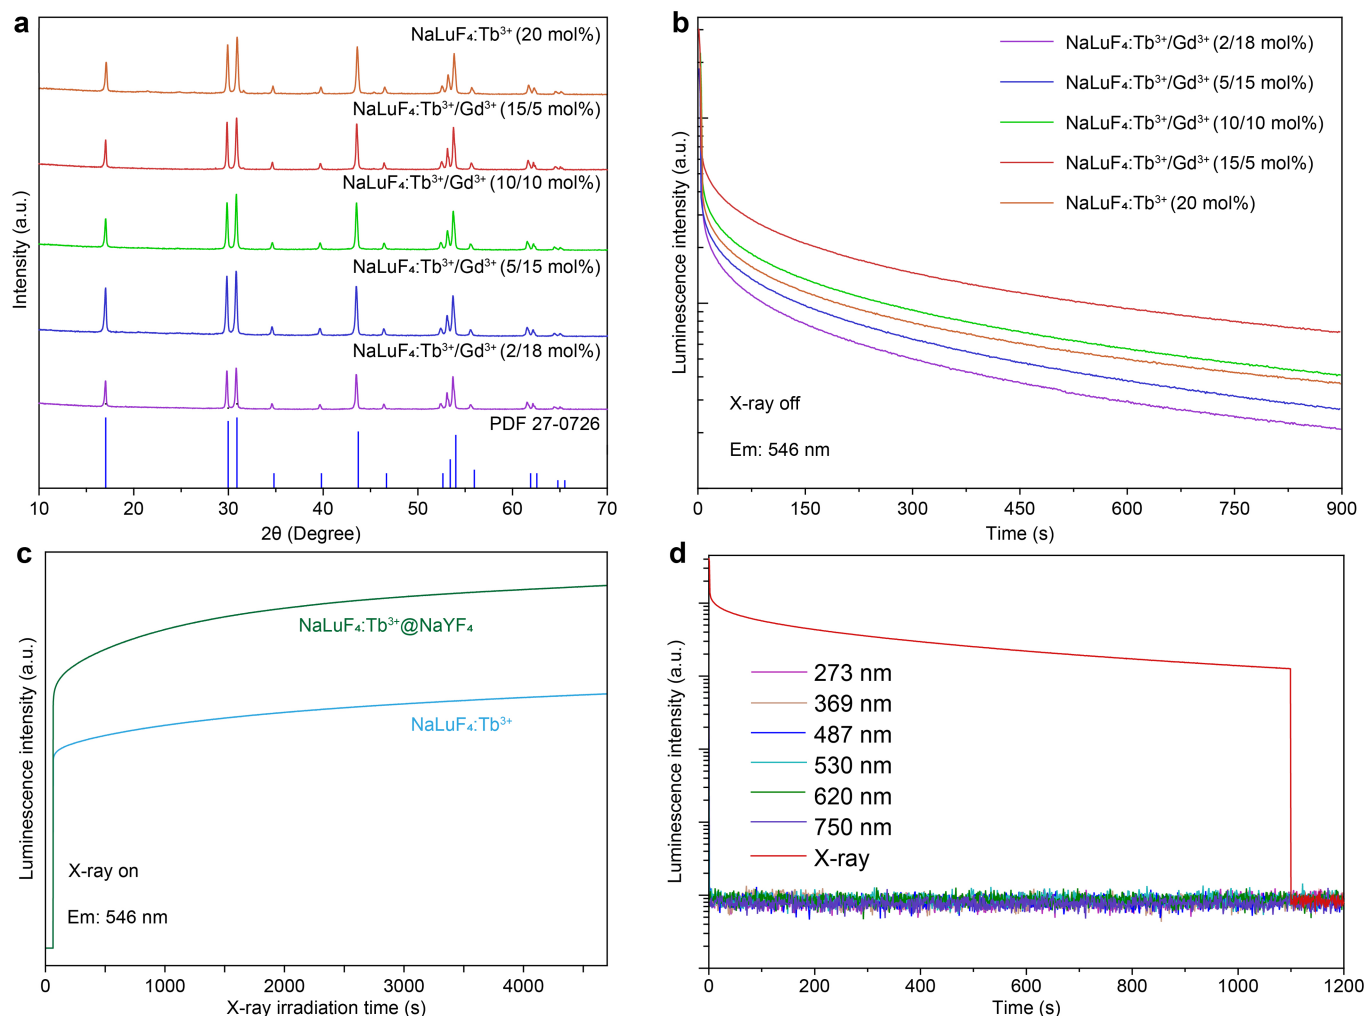 a
NaLuF₄:Tb³⁺ (20 mol%)
NaLuF₄:Tb³⁺/Gd³⁺ (15/5 mol%)
NaLuF₄:Tb³⁺/Gd³⁺ (10/10 mol%)
NaLuF₄:Tb³⁺/Gd³⁺ (5/15 mol%)
NaLuF₄:Tb³⁺/Gd³⁺ (2/18 mol%)
PDF 27-0726
Intensity (a.u.)
10 20 30 40 50 60 70
2θ (Degree)
b
NaLuF₄:Tb³⁺/Gd³⁺ (2/18 mol%)
NaLuF₄:Tb³⁺/Gd³⁺ (5/15 mol%)
NaLuF₄:Tb³⁺/Gd³⁺ (10/10 mol%)
NaLuF₄:Tb³⁺/Gd³⁺ (15/5 mol%)
NaLuF₄:Tb³⁺ (20 mol%)
X-ray off
Em: 546 nm
Luminescence intensity (a.u.)
0 150 300 450 600 750 900
Time (s)
c
NaLuF₄:Tb³⁺@NaYF₄
NaLuF₄:Tb³⁺
X-ray on
Em: 546 nm
Luminescence intensity (a.u.)
0 1000 2000 3000 4000
X-ray irradiation time (s)
d
273 nm
369 nm
487 nm
530 nm
620 nm
750 nm
X-ray
Luminescence intensity (a.u.)
0 200 400 600 800 1000 1200
Time (s)